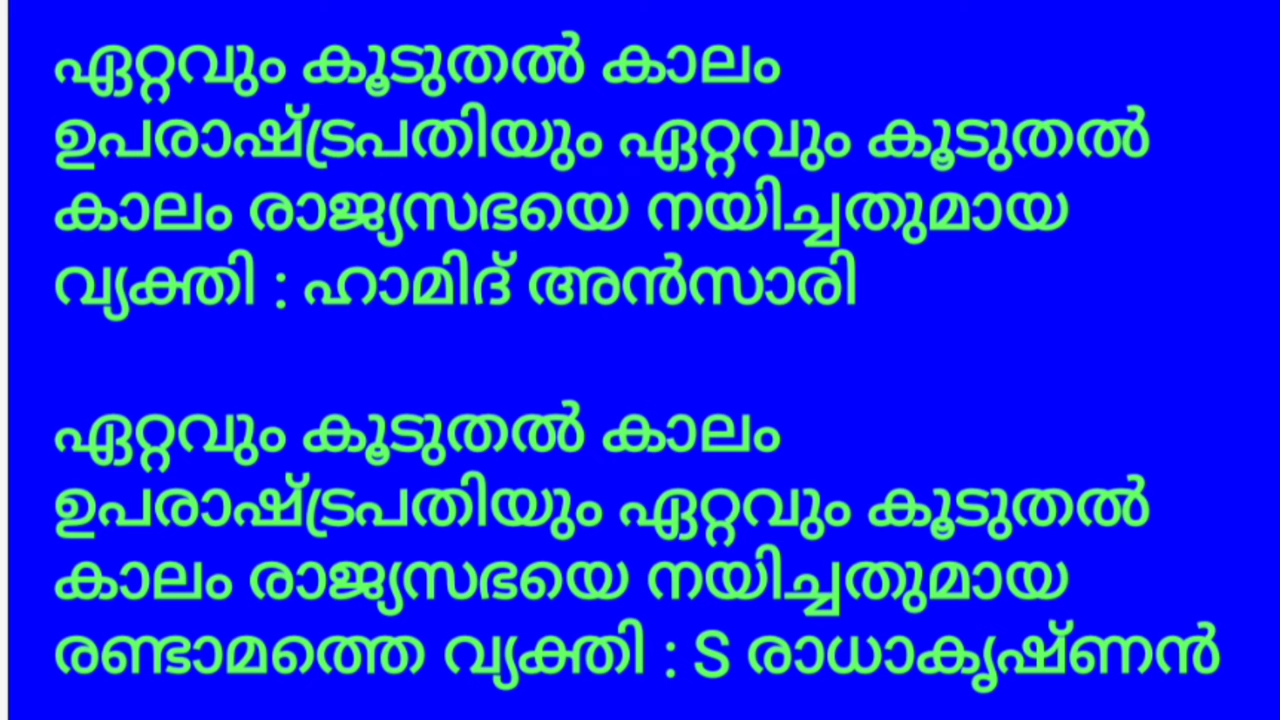 ഏറ്റവും കൂടുതൽ കാലം
ഉപരാഷ്ട്രപതിയും ഏറ്റവും കൂടുതൽ
കാലം രാജ്യസഭയെ നയിച്ചതുമായ
വ്യക്തി : ഹാമിദ് അൻസാരി
ഏറ്റവും കൂടുതൽ കാലം
ഉപരാഷ്ട്രപതിയും ഏറ്റവും കൂടുതൽ
കാലം രാജ്യസഭയെ നയിച്ചതുമായ
രണ്ടാമത്തെ വ്യക്തി : S രാധാകൃഷ്ണൻ